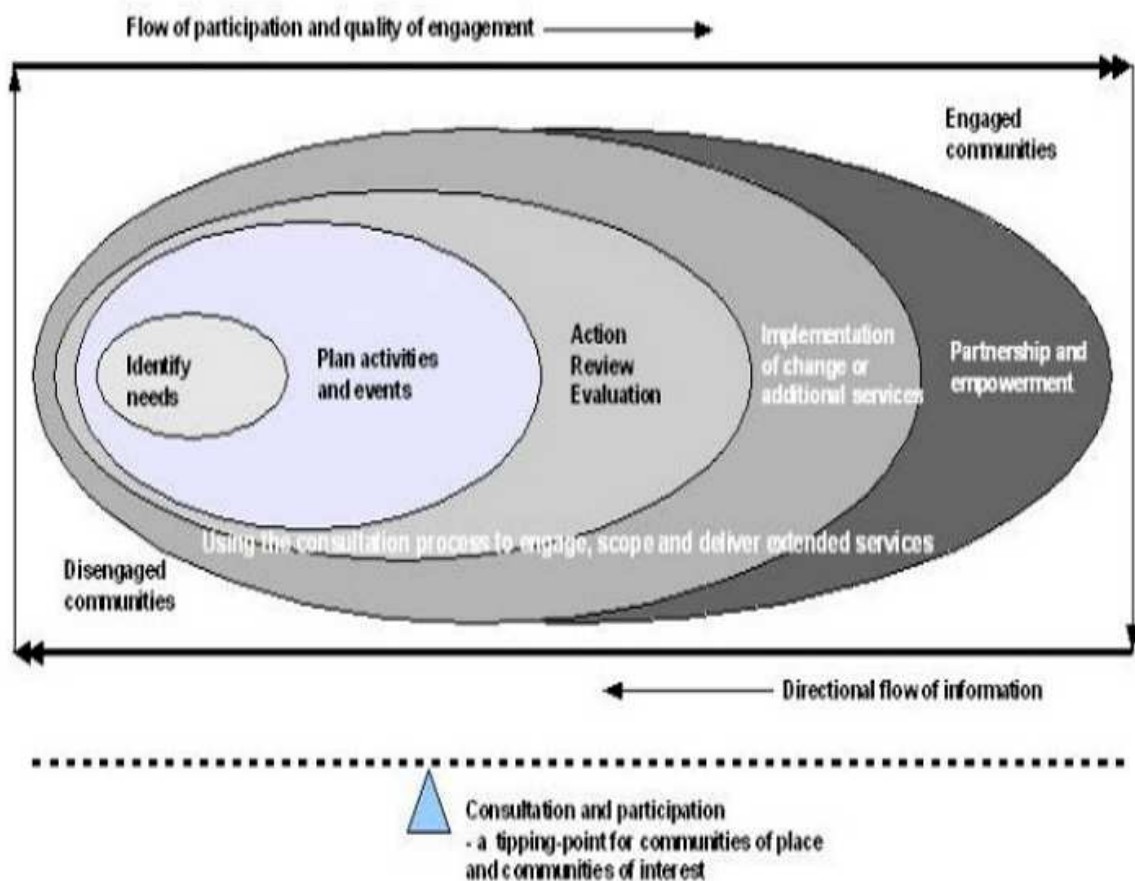 Flow of participation and quality of engagement
Engaged
communities
Identify
needs
Plan activities
and events
Action
Review
Evaluation
Implementation
of change or
additional services
Partnership and
empowerment
Using the consultation process to engage, scope and deliver extended services
Disengaged
communities
Directional flow of information
Consultation and participation
- a tipping-point for communities of place
and communities of interest